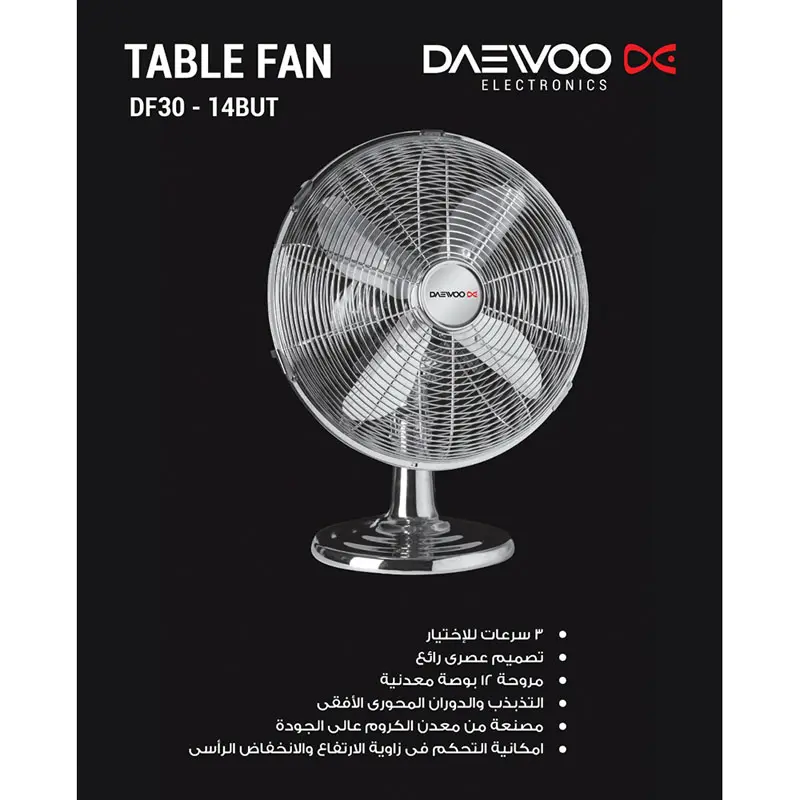 TABLE FAN
DAEWOO
ELECTRONICS
DF30 - 14BUT
DAEWOO
• ٣ سرعات للإختيار
• تصميم عصرى رائع
• مروحة ١٢ بوصة معدنية
• التذبذب والدوران المحورى الأفقى
• مصنعة من معدن الكروم عالى الجودة
• امكانية التحكم فى زاوية الارتفاع والانخفاض الرأسى